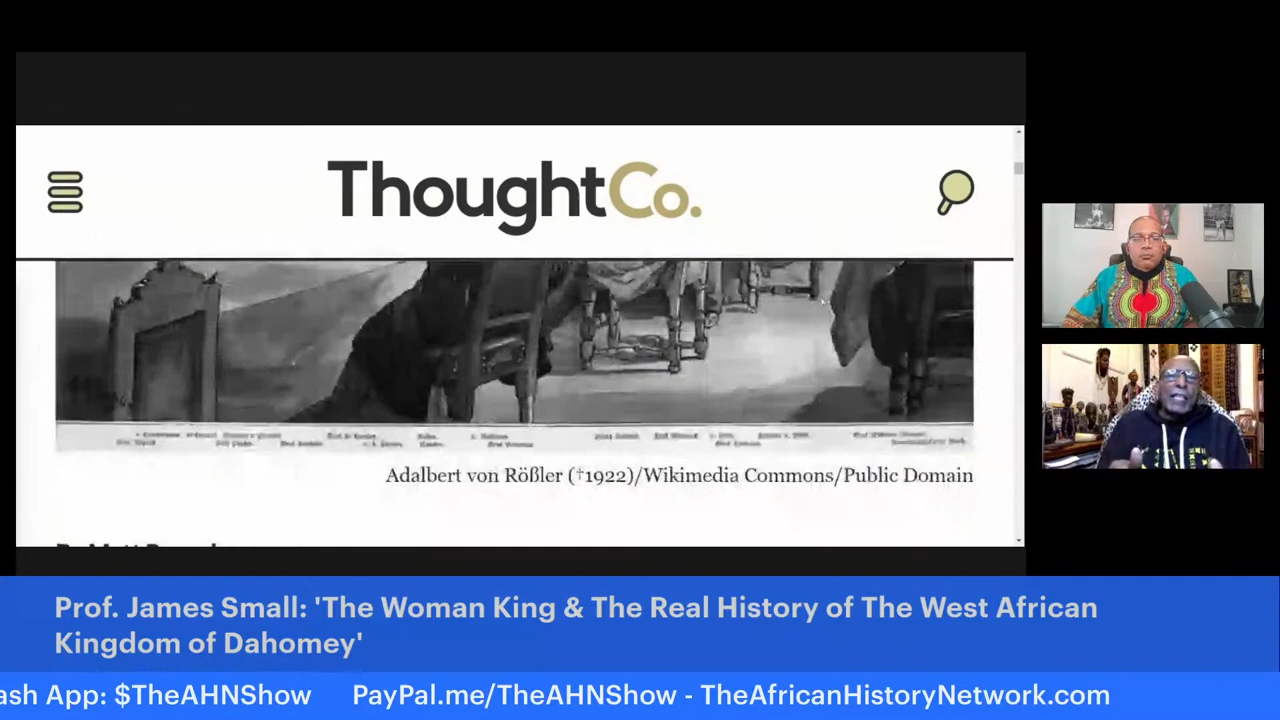 ThoughtCo.
Adalbert von Rößler (†1922)/Wikimedia Commons/Public Domain
Prof. James Small: 'The Woman King & The Real History of The West African
Kingdom of Dahomey'
ash App: $TheAHNShow PayPal.me/TheAHNShow - TheAfricanHistoryNetwork.com